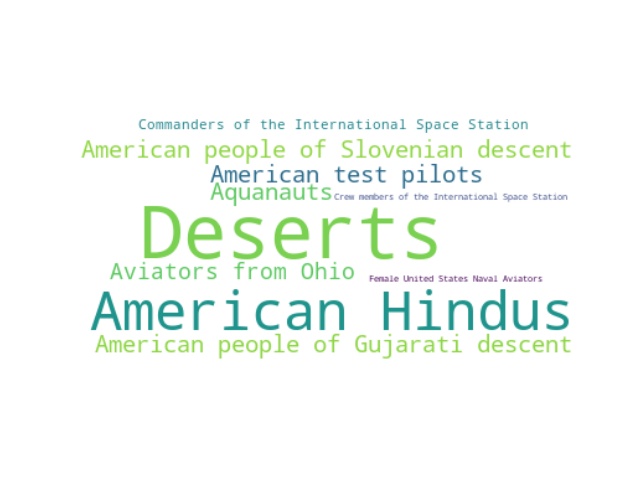 Commanders of the International Space Station
American people of Slovenian descent
American test pilots
Aquanauts
Crew members of the International Space Station
Deserts
Aviators from Ohio
Female United States Naval Aviators
American Hindus
American people of Gujarati descent